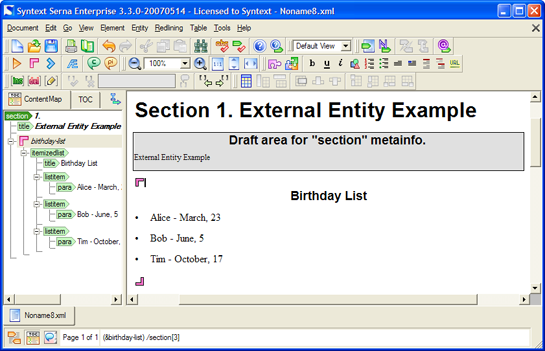 Syntext Serna Enterprise 3.3.0-20070514 - Licensed to Syntext - Noname8.xml
Document Edit Go View Element Entity Redlining Table Tools Help
Default View
100%
b u i URL
ContentMap TOC
section 1.
title External Entity Example
birthday-list
itemizedlist
title Birthday List
listitem
para Alice - March,
listitem
para Bob - June, 5
listitem
para Tim - October,
Section 1. External Entity Example
Draft area for "section" metainfo.
External Entity Example
Birthday List
• Alice - March, 23
• Bob - June, 5
• Tim - October, 17
Noname8.xml
Page 1 of 1 (&birthday-list) /section[3]